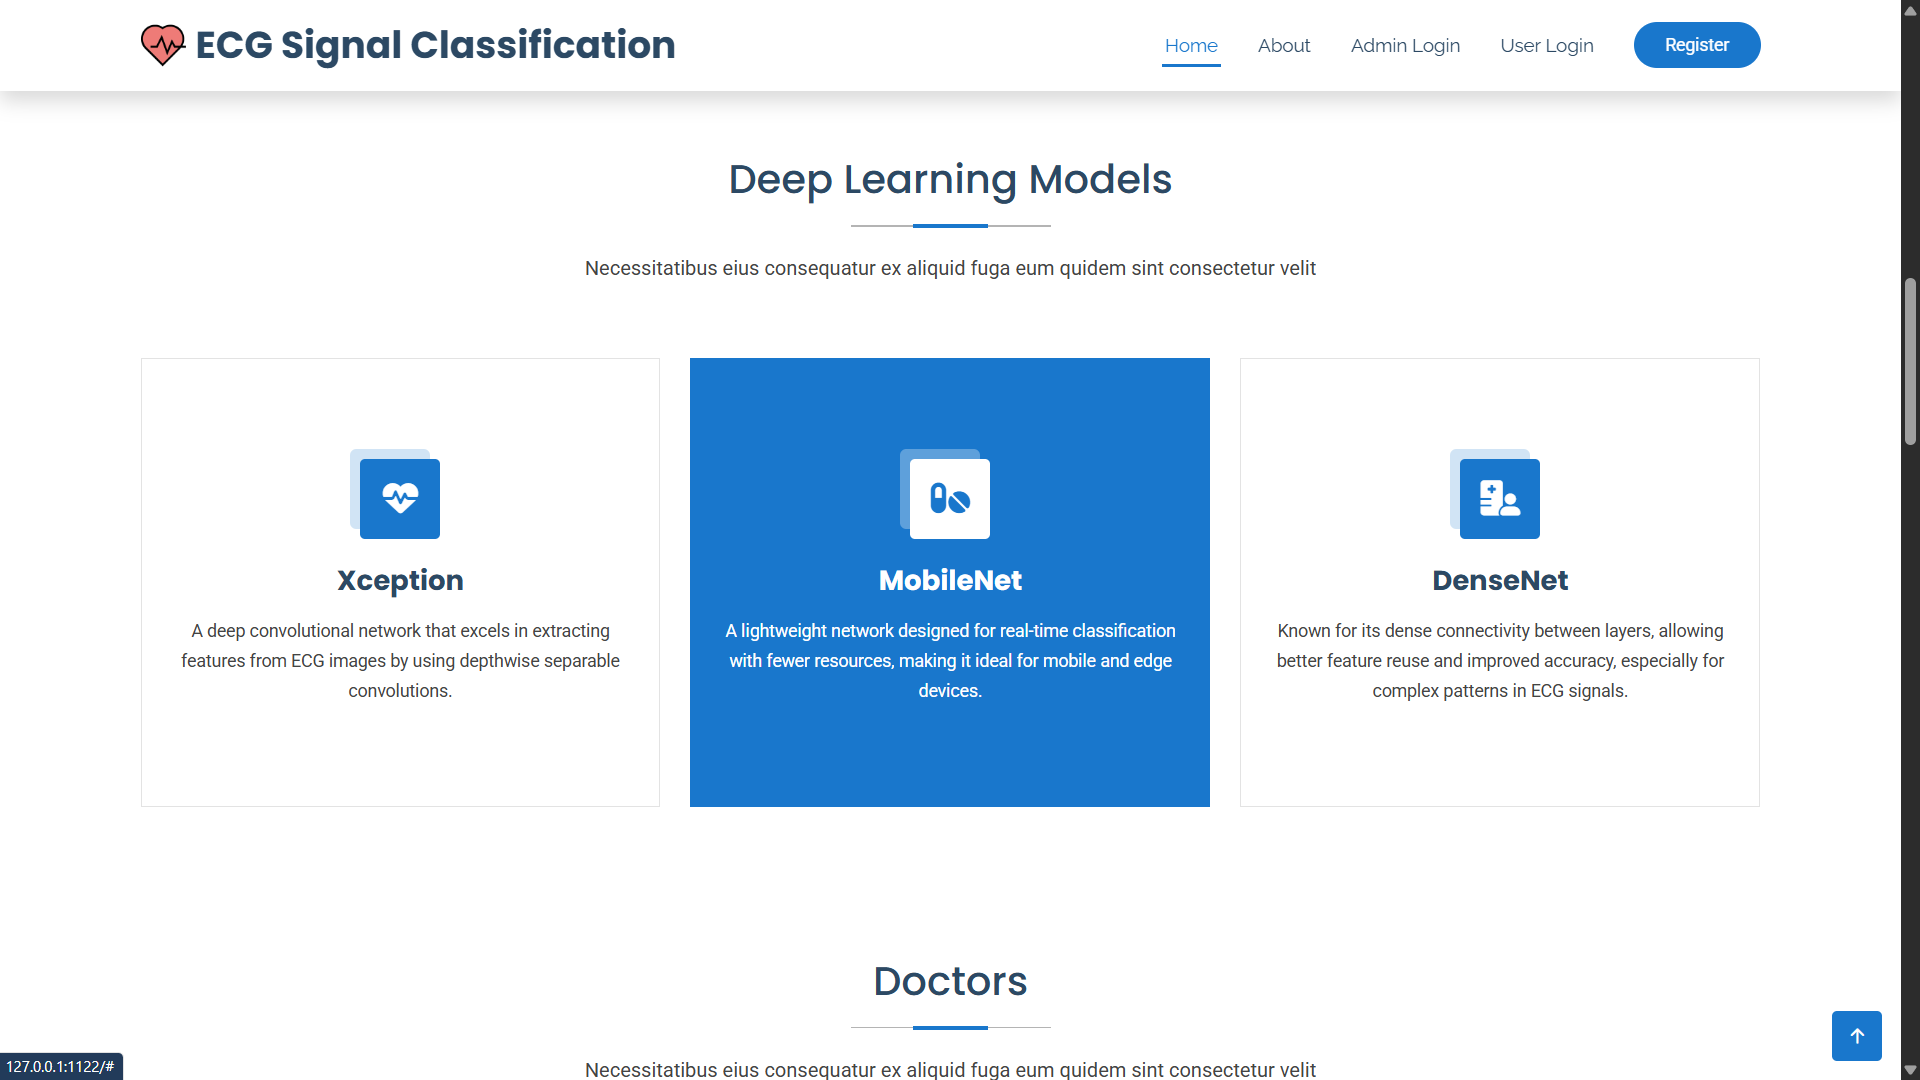 ECG Signal Classification
Home
About
Admin Login
User Login
Register
Deep Learning Models
Necessitatibus eius consequatur ex aliquid fuga eum quidem sint consectetur velit
Xception
A deep convolutional network that excels in extracting
features from ECG images by using depthwise separable
convolutions.
MobileNet
A lightweight network designed for real-time classification
with fewer resources, making it ideal for mobile and edge
devices.
DenseNet
Known for its dense connectivity between layers, allowing
better feature reuse and improved accuracy, especially for
complex patterns in ECG signals.
Doctors
Necessitatibus eius consequatur ex aliquid fuga eum quidem sint consectetur velit
127.0.0.1:1122/#